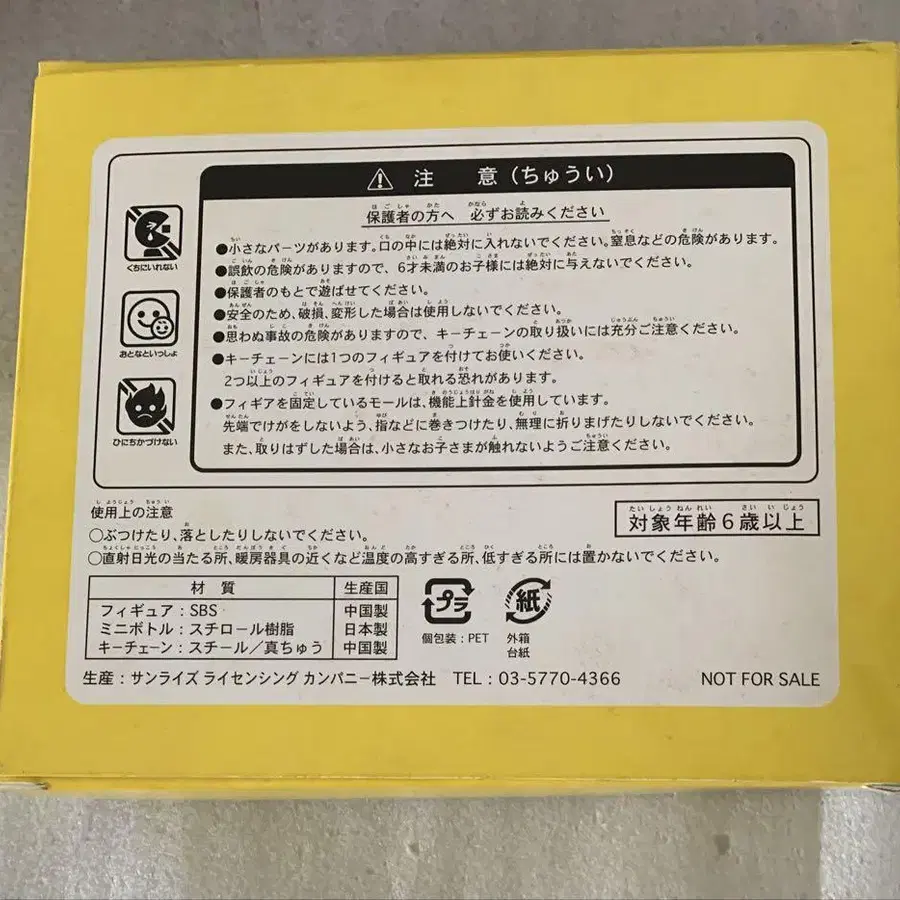 ⚠ 注 意(ちゅうい)
保護者の方へ 必ずお読みください
●小さなパーツがあります。口の中には絶対に入れないでください。窒息などの危険があります。
●誤飲の危険がありますので、6才未満のお子様には絶対に与えないでください。
●保護者のもとで遊ばせてください。
●安全のため、破損、変形した場合は使用しないでください。
●思わぬ事故の危険がありますので、キーチェーンの取り扱いには充分ご注意ください。
●キーチェーンには1つのフィギュアを付けてお使いください。
2つ以上のフィギュアを付けると取れる恐れがあります。
●フィギアを固定しているモールは、機能上針金を使用しています。
先端でけがをしないよう、指などに巻きつけたり、無理に折りまげたりしないでください。
また、取りはずした場合は、小さなお子さまが触れないようご注意ください。
くちにいれない
おとなといっしょ
ひにちかづけない
使用上の注意
○ぶつけたり、落としたりしないでください。
○直射日光の当たる所、暖房器具の近くなど温度の高すぎる所、低すぎる所には置かないでください。
対象年齢6歳以上
材 質 生産国
フィギュア:SBS 中国製
ミニボトル:スチロール樹脂 日本製
キーチェーン:スチール/真ちゅう 中国製
プラ
個包装:PET
紙
外箱
台紙
生産:サンライズ ライセンシング カンパニー株式会社 TEL:03-5770-4366 NOT FOR SALE